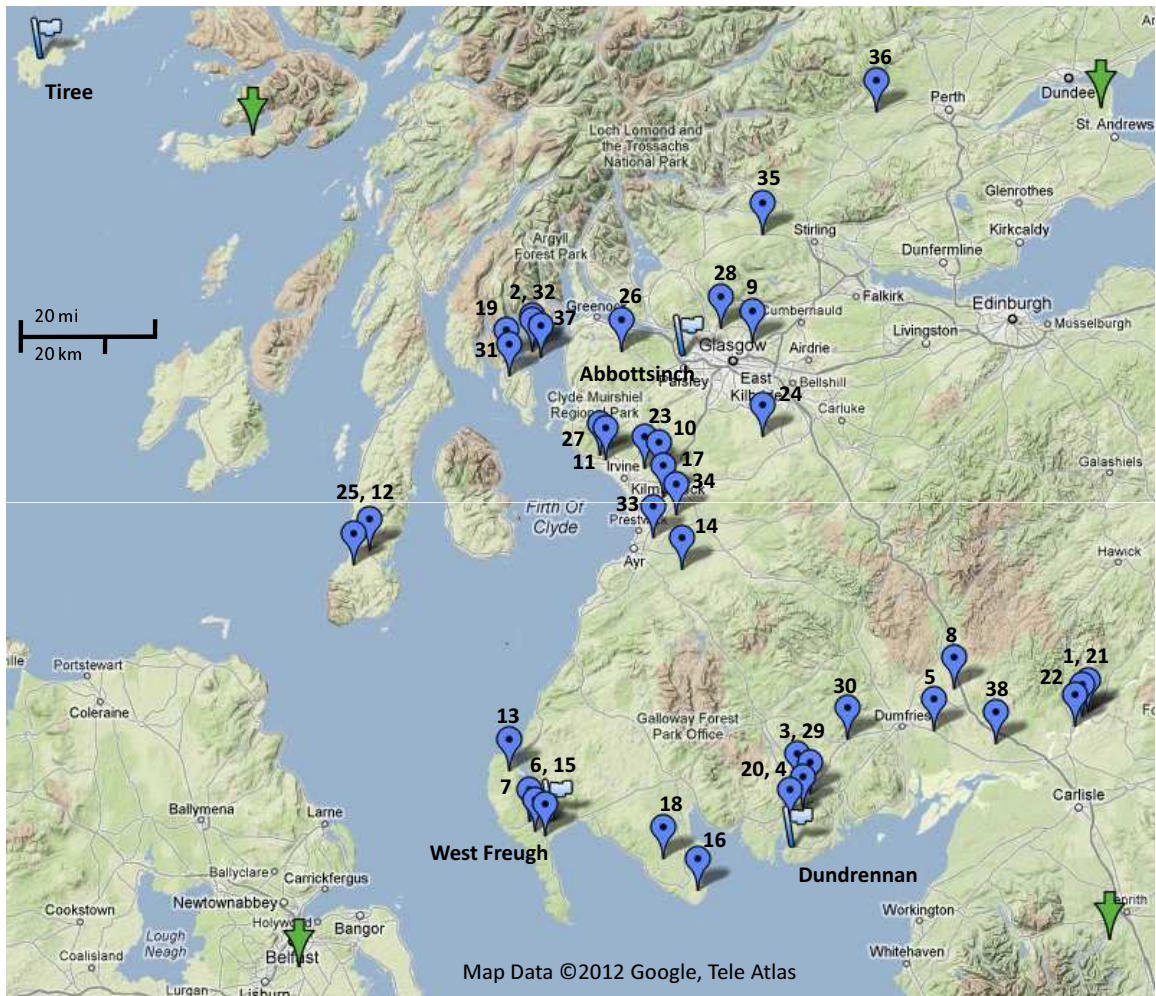 Tiree
36
Dundee
Perth
St. Andrews
Loch Lomond and
the Trossachs
National Park
35
Glenrothes
Stirling
Kirkcaldy
Argyll
Forest Park
Dunfermline
28
9
2, 32
19
26
Falkirk
Edinburgh
20 mi
37
Cumbernauld
Musselburgh
Livingston
20 km
31
Glasgow
Airdrie
Abbottsinch
Paisley
East
Bellshill
24
Clyde Muirshiel
Regional Park
Carluke
23
10
27
11
Irvine
17
Galashiels
34
25, 12
33
Firth Of
Clyde
14
Hawick
Ayr
8
1, 21
Portstewart
22
5
Coleraine
30
38
13
Galloway Forest
Park Office
Dumfries
3, 29
6, 15
20, 4
7
Carlisle
Ballymena
Larne
18
West Freugh
16
Ballyclare
Dundrennan
Carrickfergus
Newtownabbey
Cookstown
Workington
Bangor
Lough
Neagh
Belfast
Coalisland
Whitehaven
Map Data ©2012 Google, Tele Atlas
Lurgan
Lisburn